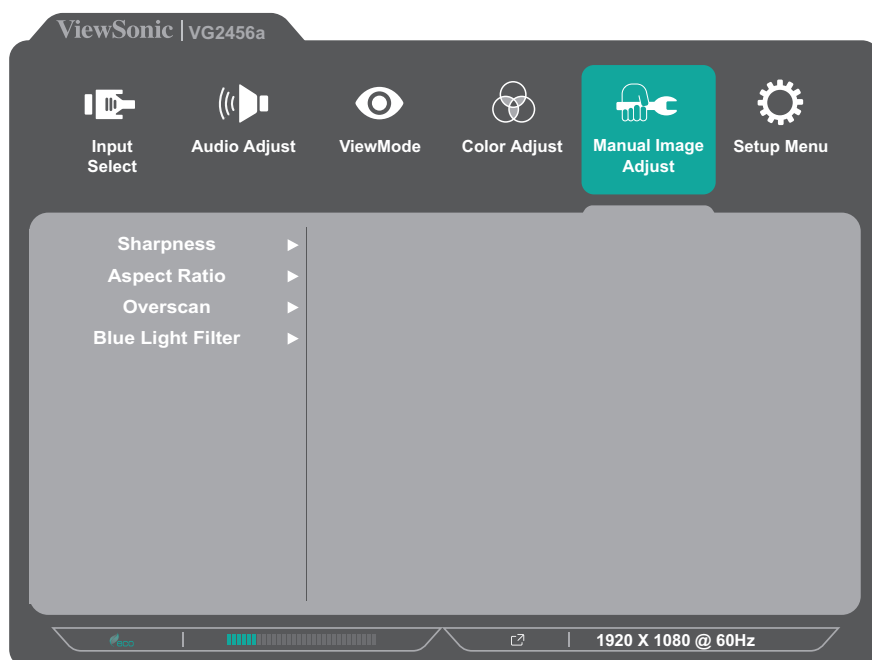 ViewSonic | VG2456a
Input Select
Audio Adjust
ViewMode
Color Adjust
Manual Image Adjust
Setup Menu
Sharpness ►
Aspect Ratio ►
Overscan ►
Blue Light Filter ►
eco | 1920 X 1080 @ 60Hz